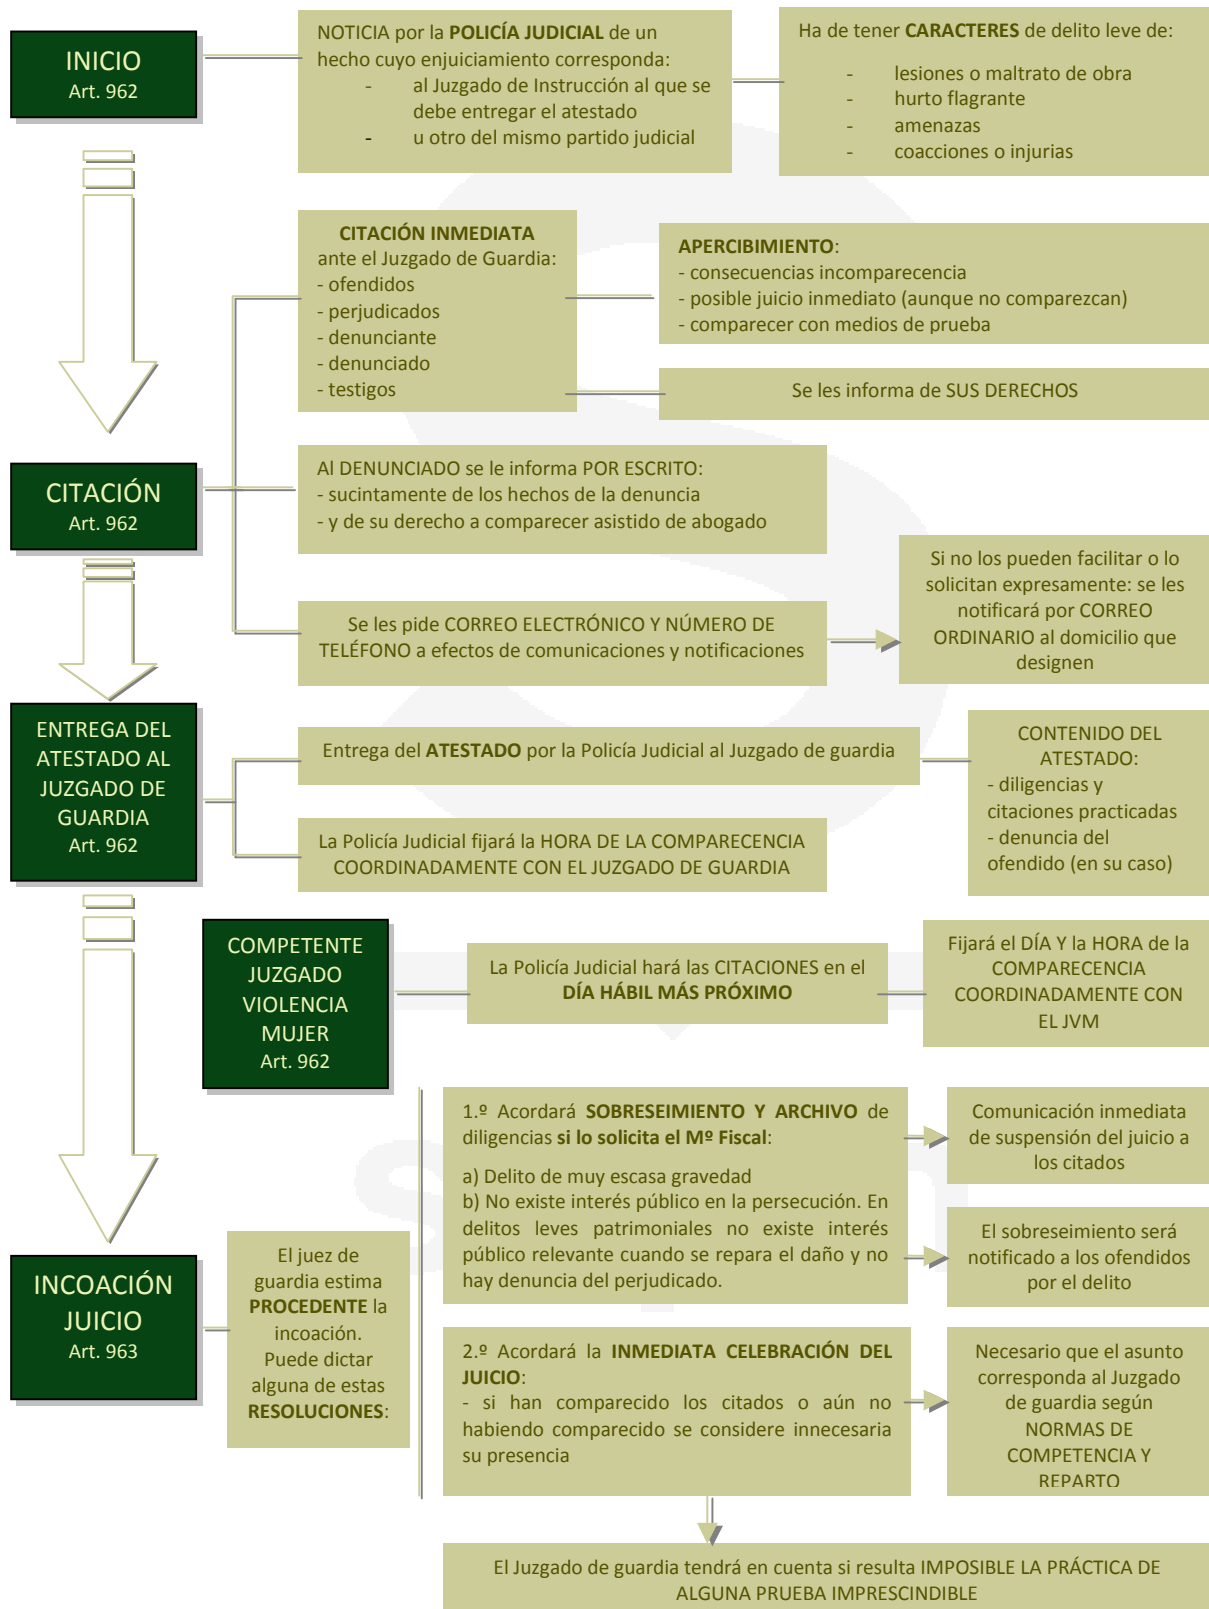 INICIO
Art. 962
NOTICIA por la POLICÍA JUDICIAL de un
hecho cuyo enjuiciamiento corresponda:
- al Juzgado de Instrucción al que se
debe entregar el atestado
- u otro del mismo partido judicial
Ha de tener CARACTERES de delito leve de:
- lesiones o maltrato de obra
- hurto flagrante
- amenazas
- coacciones o injurias
CITACIÓN
Art. 962
CITACIÓN INMEDIATA
ante el Juzgado de Guardia:
- ofendidos
- perjudicados
- denunciante
- denunciado
- testigos
APERCIBIMIENTO:
- consecuencias incomparecencia
- posible juicio inmediato (aunque no comparezcan)
- comparecer con medios de prueba
Se les informa de SUS DERECHOS
Al DENUNCIADO se le informa POR ESCRITO:
- sucintamente de los hechos de la denuncia
- y de su derecho a comparecer asistido de abogado
Se les pide CORREO ELECTRÓNICO Y NÚMERO DE
TELÉFONO a efectos de comunicaciones y notificaciones
Si no los pueden facilitar o lo
solicitan expresamente: se les
notificará por CORREO
ORDINARIO al domicilio que
designen
ENTREGA DEL
ATESTADO AL
JUZGADO DE
GUARDIA
Art. 962
Entrega del ATESTADO por la Policía Judicial al Juzgado de guardia
CONTENIDO DEL
ATESTADO:
- diligencias y
citaciones practicadas
- denuncia del
ofendido (en su caso)
La Policía Judicial fijará la HORA DE LA COMPARECENCIA
COORDINADAMENTE CON EL JUZGADO DE GUARDIA
COMPETENTE
JUZGADO
VIOLENCIA
MUJER
Art. 962
La Policía Judicial hará las CITACIONES en el
DÍA HÁBIL MÁS PRÓXIMO
Fijará el DÍA Y la HORA de la
COMPARECENCIA
COORDINADAMENTE CON
EL JVM
INCOACIÓN
JUICIO
Art. 963
El juez de
guardia estima
PROCEDENTE la
incoación.
Puede dictar
alguna de estas
RESOLUCIONES:
1.º Acordará SOBRESEIMIENTO Y ARCHIVO de
diligencias si lo solicita el Mº Fiscal:
a) Delito de muy escasa gravedad
b) No existe interés público en la persecución. En
delitos leves patrimoniales no existe interés
público relevante cuando se repara el daño y no
hay denuncia del perjudicado.
Comunicación inmediata
de suspensión del juicio a
los citados
El sobreseimiento será
notificado a los ofendidos
por el delito
2.º Acordará la INMEDIATA CELEBRACIÓN DEL
JUICIO:
- si han comparecido los citados o aún no
habiendo comparecido se considere innecesaria
su presencia
Necesario que el asunto
corresponda al Juzgado
de guardia según
NORMAS DE
COMPETENCIA Y
REPARTO
El Juzgado de guardia tendrá en cuenta si resulta IMPOSIBLE LA PRÁCTICA DE
ALGUNA PRUEBA IMPRESCINDIBLE